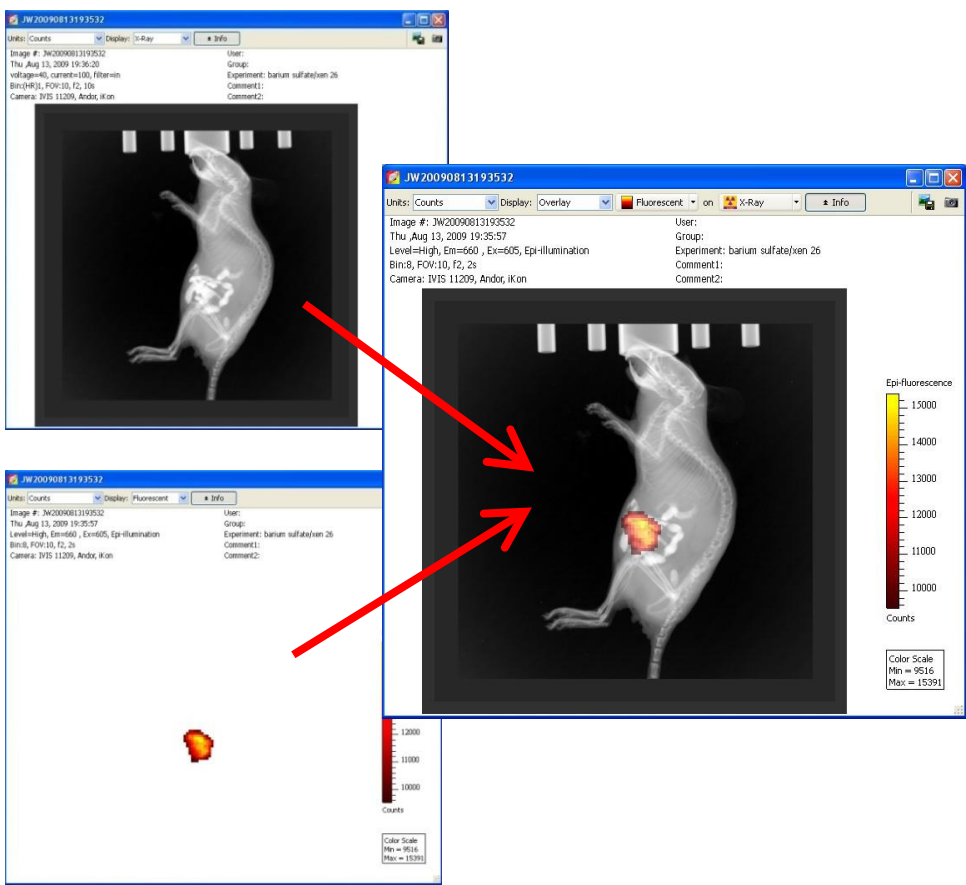 JW20090813193532
Units: Counts Display: X-Ray ± Info
Image #: JW20090813193532 User:
Thu ,Aug 13, 2009 19:36:20 Group:
voltage=40, current=100, filter=in Experiment: barium sulfate/xen 26
Bin:(HR)1, FOV:10, f2, 10s Comment1:
Camera: IVIS 11209, Andor, iKon Comment2:
JW20090813193532
Units: Counts Display: Overlay Fluorescent on X-Ray ± Info
Image #: JW20090813193532 User:
Thu ,Aug 13, 2009 19:35:57 Group:
Level=High, Em=660 , Ex=605, Epi-illumination Experiment: barium sulfate/xen 26
Bin:8, FOV:10, f2, 2s Comment1:
Camera: IVIS 11209, Andor, iKon Comment2:
Epi-fluorescence
15000
14000
13000
12000
11000
10000
Counts
Color Scale
Min = 9516
Max = 15391
JW20090813193532
Units: Counts Display: Fluorescent ± Info
Image #: JW20090813193532 User:
Thu ,Aug 13, 2009 19:35:57 Group:
Level=High, Em=660 , Ex=605, Epi-illumination Experiment: barium sulfate/xen 26
Bin:8, FOV:10, f2, 2s Comment1:
Camera: IVIS 11209, Andor, iKon Comment2:
12000
11000
10000
Counts
Color Scale
Min = 9516
Max = 15391